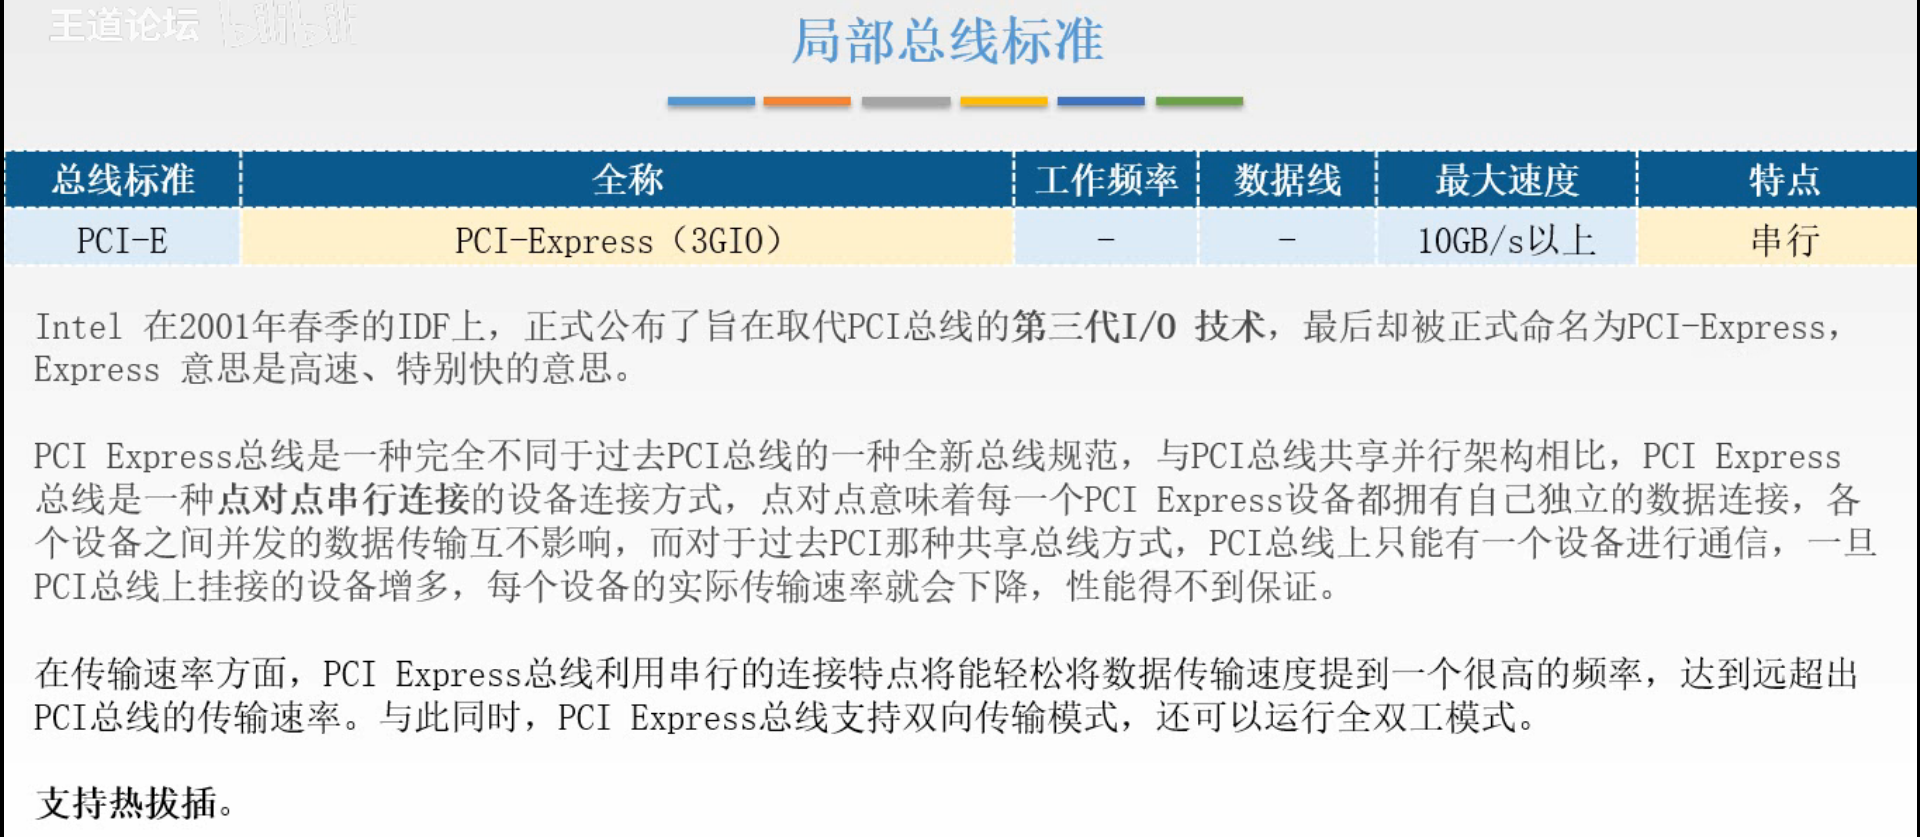 王道论坛 bilibili
局部总线标准
总线标准 全称 工作频率 数据线 最大速度 特点
PCI-E PCI-Express（3GIO） - - 10GB/s以上 串行
Intel 在2001年春季的IDF上，正式公布了旨在取代PCI总线的第三代I/O 技术，最后却被正式命名为PCI-Express，
Express 意思是高速、特别快的意思。
PCI Express总线是一种完全不同于过去PCI总线的一种全新总线规范，与PCI总线共享并行架构相比，PCI Express
总线是一种点对点串行连接的设备连接方式，点对点意味着每一个PCI Express设备都拥有自己独立的数据连接，各
个设备之间并发的数据传输互不影响，而对于过去PCI那种共享总线方式，PCI总线上只能有一个设备进行通信，一旦
PCI总线上挂接的设备增多，每个设备的实际传输速率就会下降，性能得不到保证。
在传输速率方面，PCI Express总线利用串行的连接特点将能轻松将数据传输速度提到一个很高的频率，达到远超出
PCI总线的传输速率。与此同时，PCI Express总线支持双向传输模式，还可以运行全双工模式。
支持热拔插。